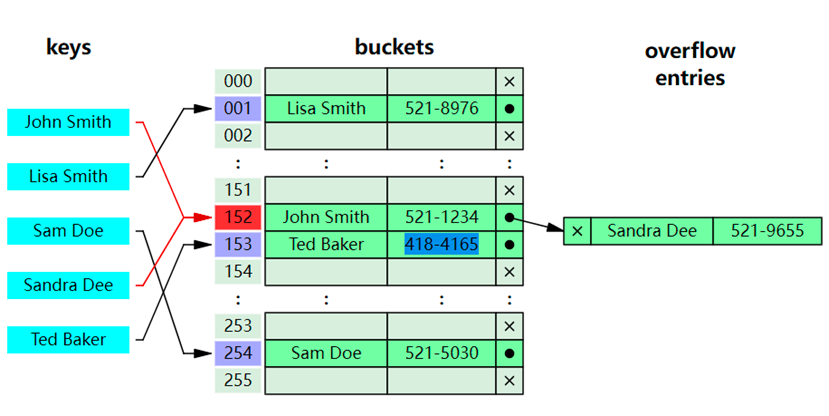 keys
buckets
overflow
entries
000 ×
John Smith
001 Lisa Smith 521-8976 ●
002 ×
: : : :
Lisa Smith
151 ×
Sam Doe
152 John Smith 521-1234 ●
× Sandra Dee 521-9655
153 Ted Baker 418-4165 ●
Sandra Dee
154 ×
: : : :
Ted Baker
253 ×
254 Sam Doe 521-5030 ●
255 ×